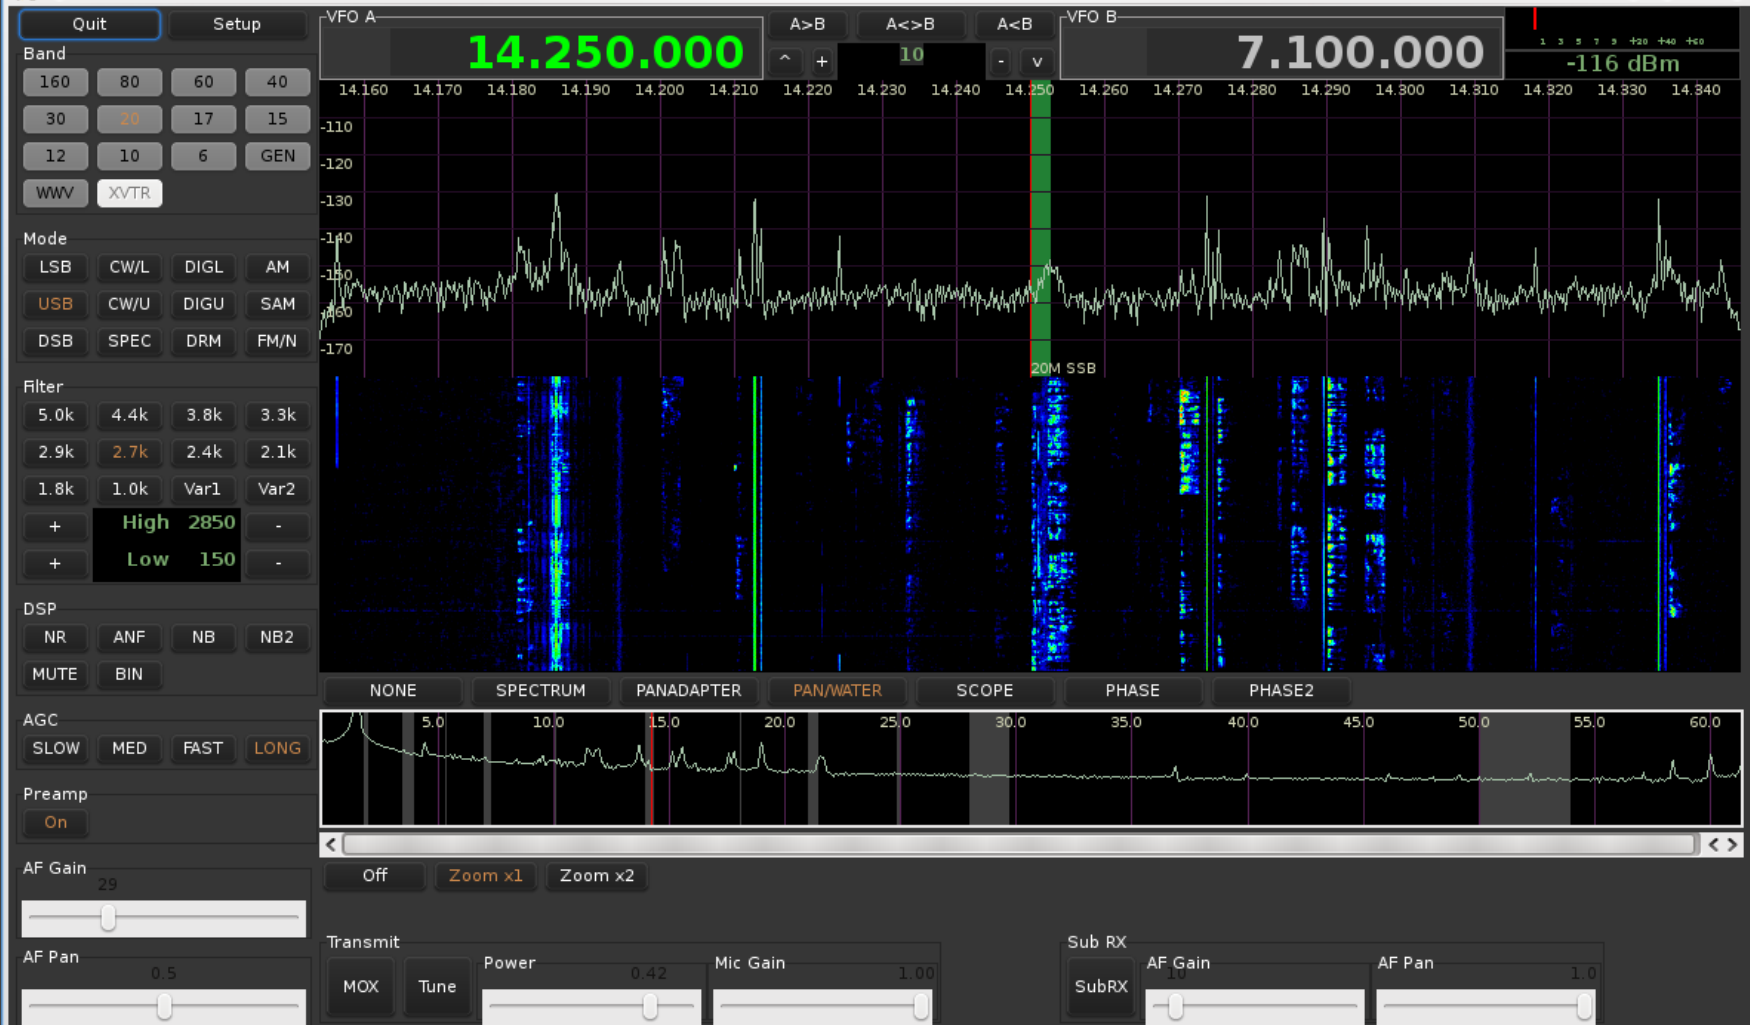 Quit Setup
VFO A
14.250.000
A>B A<>B A<B
^ + 10 - v
VFO B
7.100.000
1 3 5 7 9 +20 +40 +60
-116 dBm
Band
160 80 60 40
30 20 17 15
12 10 6 GEN
WWV XVTR
Mode
LSB CW/L DIGL AM
USB CW/U DIGU SAM
DSB SPEC DRM FM/N
Filter
5.0k 4.4k 3.8k 3.3k
2.9k 2.7k 2.4k 2.1k
1.8k 1.0k Var1 Var2
+ High 2850 -
+ Low 150 -
DSP
NR ANF NB NB2
MUTE BIN
AGC
SLOW MED FAST LONG
Preamp
On
AF Gain
29
AF Pan
0.5
14.160 14.170 14.180 14.190 14.200 14.210 14.220 14.230 14.240 14.250 14.260 14.270 14.280 14.290 14.300 14.310 14.320 14.330 14.340
-110
-120
-130
-140
-150
-160
-170
20M SSB
NONE SPECTRUM PANADAPTER PAN/WATER SCOPE PHASE PHASE2
5.0 10.0 15.0 20.0 25.0 30.0 35.0 40.0 45.0 50.0 55.0 60.0
Off Zoom x1 Zoom x2
Transmit
MOX Tune
Power
0.42
Mic Gain
1.00
Sub RX
SubRX
AF Gain
10
AF Pan
1.0